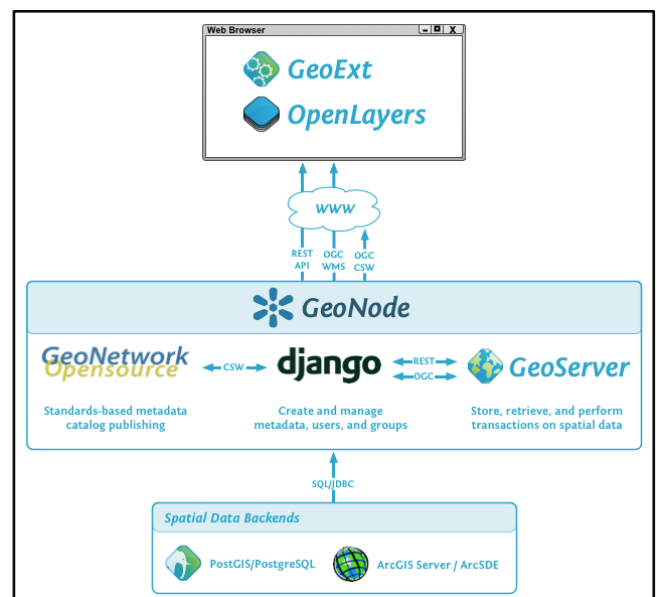 Web Browser
X
GeoExt
OpenLayers
WWW
REST API
OGC WMS
OGC CSW
GeoNode
GeoNetwork
Opensource
CSW
django
REST
OGC
GeoServer
Standards-based metadata
catalog publishing
Create and manage
metadata, users, and groups
Store, retrieve, and perform
transactions on spatial data
SQL/JDBC
Spatial Data Backends
PostGIS/PostgreSQL
ArcGIS Server / ArcSDE